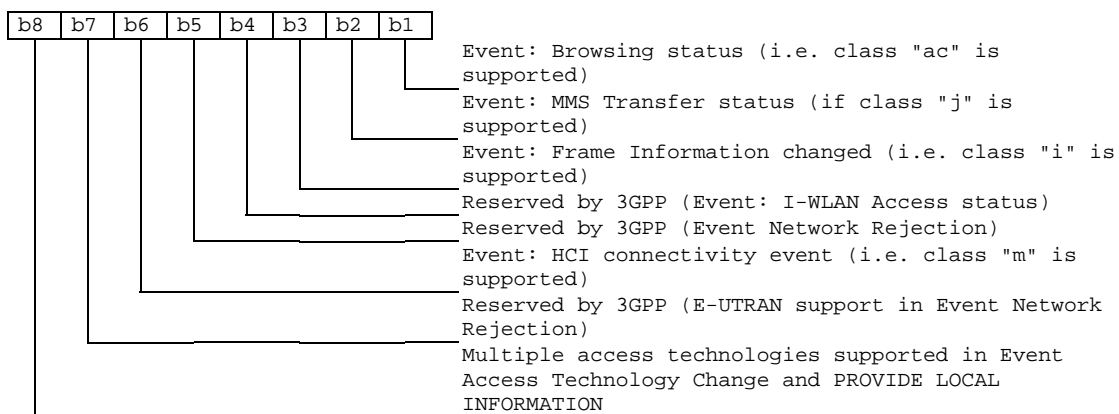 b8 b7 b6 b5 b4 b3 b2 b1
Event: Browsing status (i.e. class "ac" is
supported)
Event: MMS Transfer status (if class "j" is
supported)
Event: Frame Information changed (i.e. class "i" is
supported)
Reserved by 3GPP (Event: I-WLAN Access status)
Reserved by 3GPP (Event Network Rejection)
Event: HCI connectivity event (i.e. class "m" is
supported)
Reserved by 3GPP (E-UTRAN support in Event Network
Rejection)
Multiple access technologies supported in Event
Access Technology Change and PROVIDE LOCAL
INFORMATION